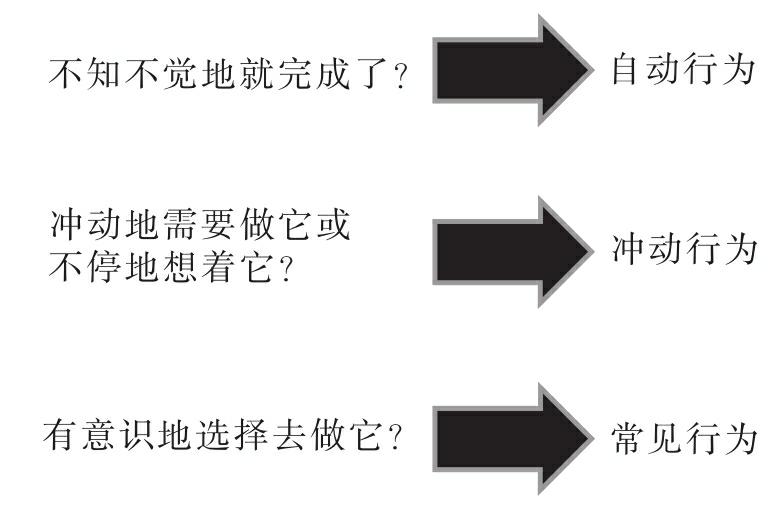 不知不觉地就完成了?
自动行为
冲动地需要做它或
不停地想着它?
冲动行为
有意识地选择去做它?
常见行为